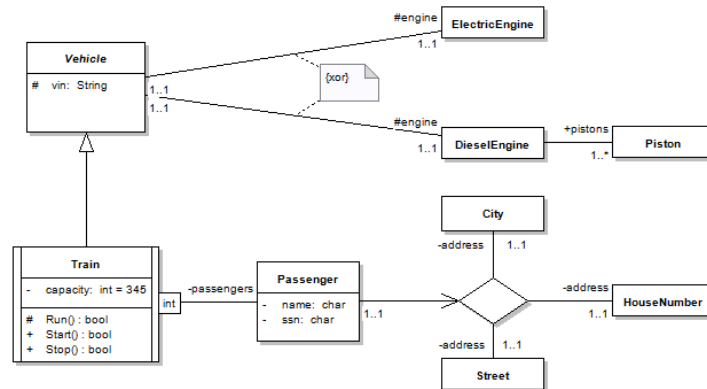 #engine
ElectricEngine
1..1
Vehicle
# vin: String
1..1
1..1
{xor}
#engine
1..1
DieselEngine
+pistons
1..*
Piston
Train
- capacity: int = 345
# Run() : bool
+ Start() : bool
+ Stop() : bool
int
-passengers
Passenger
- name: char
- ssn: char
1..1
City
-address
1..1
-address
1..1
HouseNumber
-address
1..1
Street